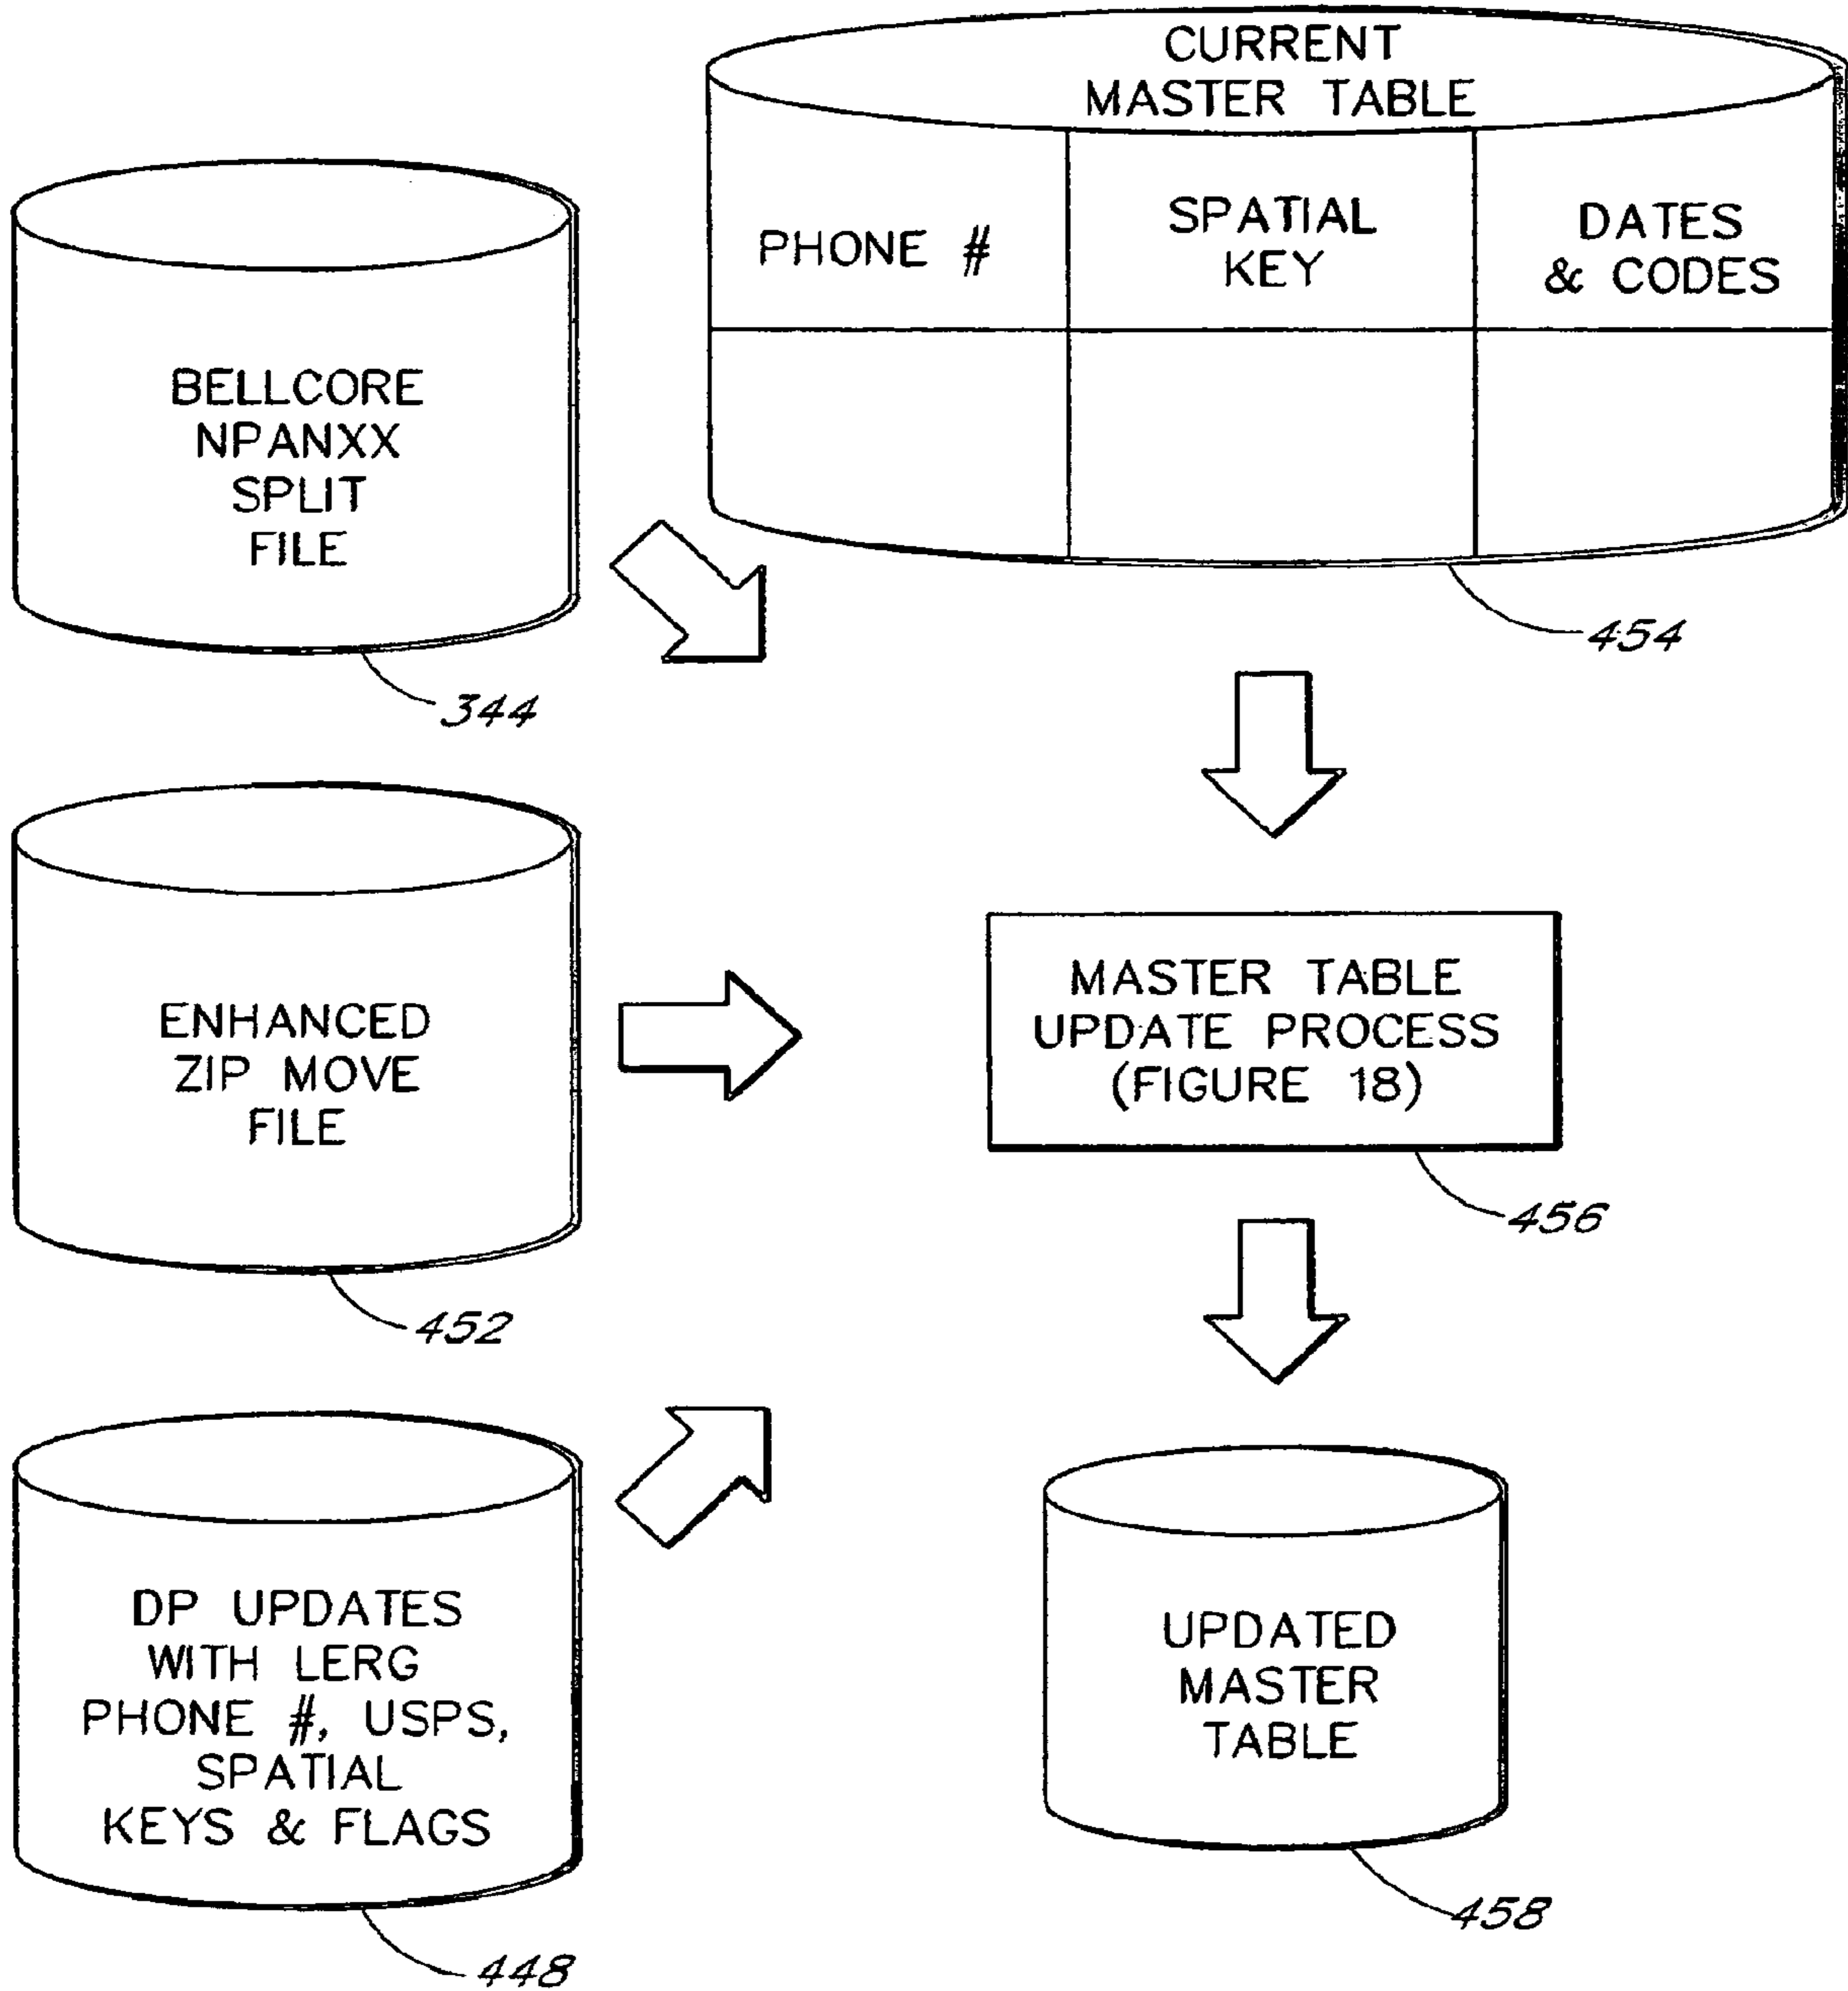 CURRENT
MASTER TABLE
PHONE #
SPATIAL
KEY
DATES
& CODES
454
BELLCORE
NPANXX
SPLIT
FILE
344
ENHANCED
ZIP MOVE
FILE
452
MASTER TABLE
UPDATE PROCESS
(FIGURE 18)
456
DP UPDATES
WITH LERG
PHONE #, USPS,
SPATIAL
KEYS & FLAGS
448
UPDATED
MASTER
TABLE
458